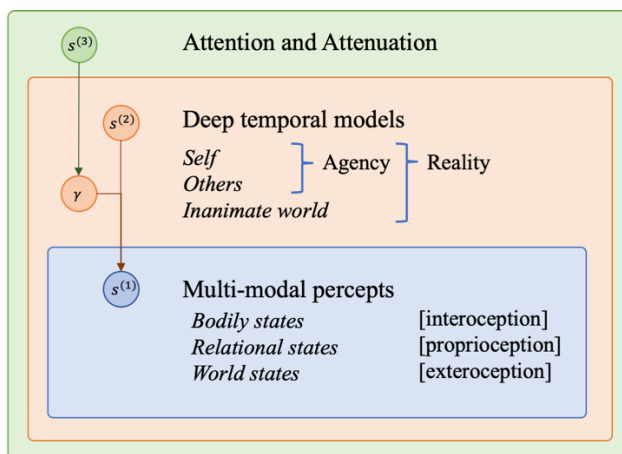 s(3) Attention and Attenuation
s(2) Deep temporal models
Self
Agency Reality
Others
γ
Inanimate world
s(1) Multi-modal percepts
Bodily states [interoception]
Relational states [proprioception]
World states [exteroception]